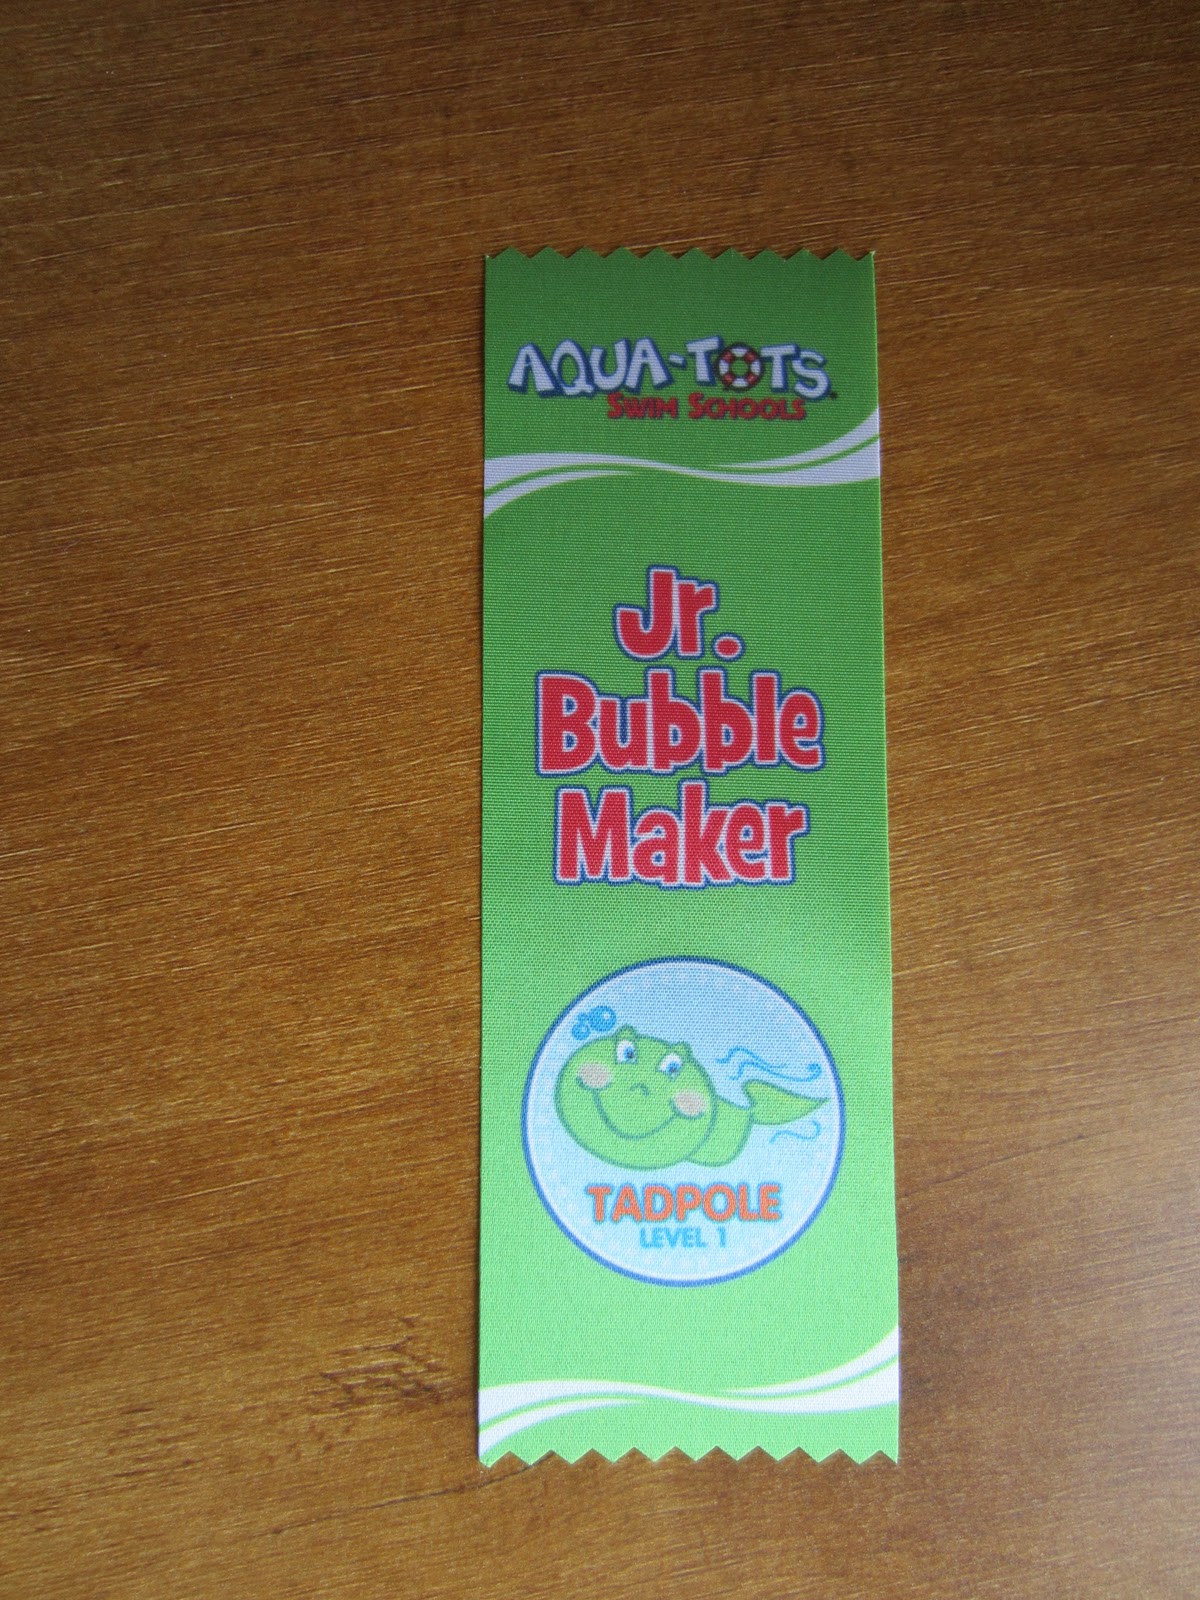 AQUA-TOTS
SWIM SCHOOLS
Jr.
Bubble
Maker
TADPOLE
LEVEL 1